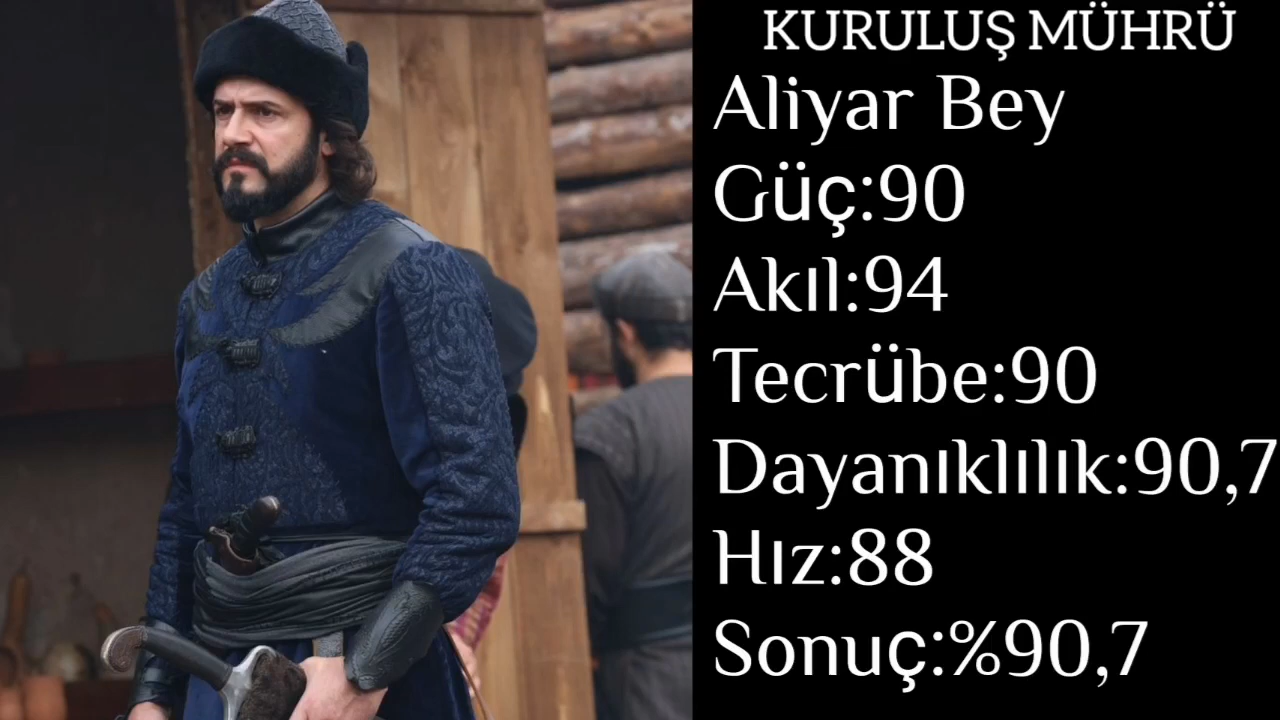 KURULUŞ MÜHRÜ
Aliyar Bey
Güç:90
Akıl:94
Tecrübe:90
Dayanıklılık:90,7
Hız:88
Sonuç:%90,7